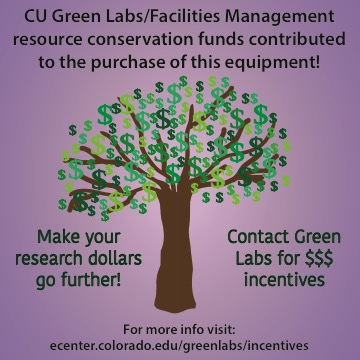 CU Green Labs/Facilities Management
resource conservation funds contributed
to the purchase of this equipment!
Make your
research dollars
go further!
Contact Green
Labs for $$$
incentives
For more info visit:
ecenter.colorado.edu/greenlabs/incentives